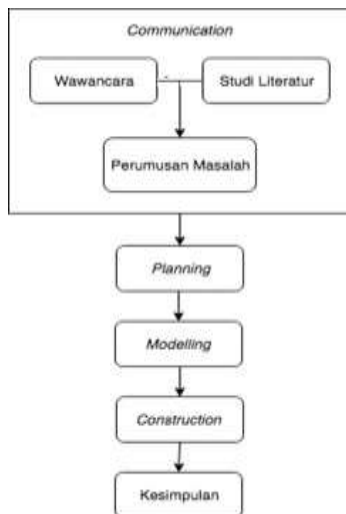 Communication
Wawancara
Studi Literatur
Perumusan Masalah
Planning
Modelling
Construction
Kesimpulan